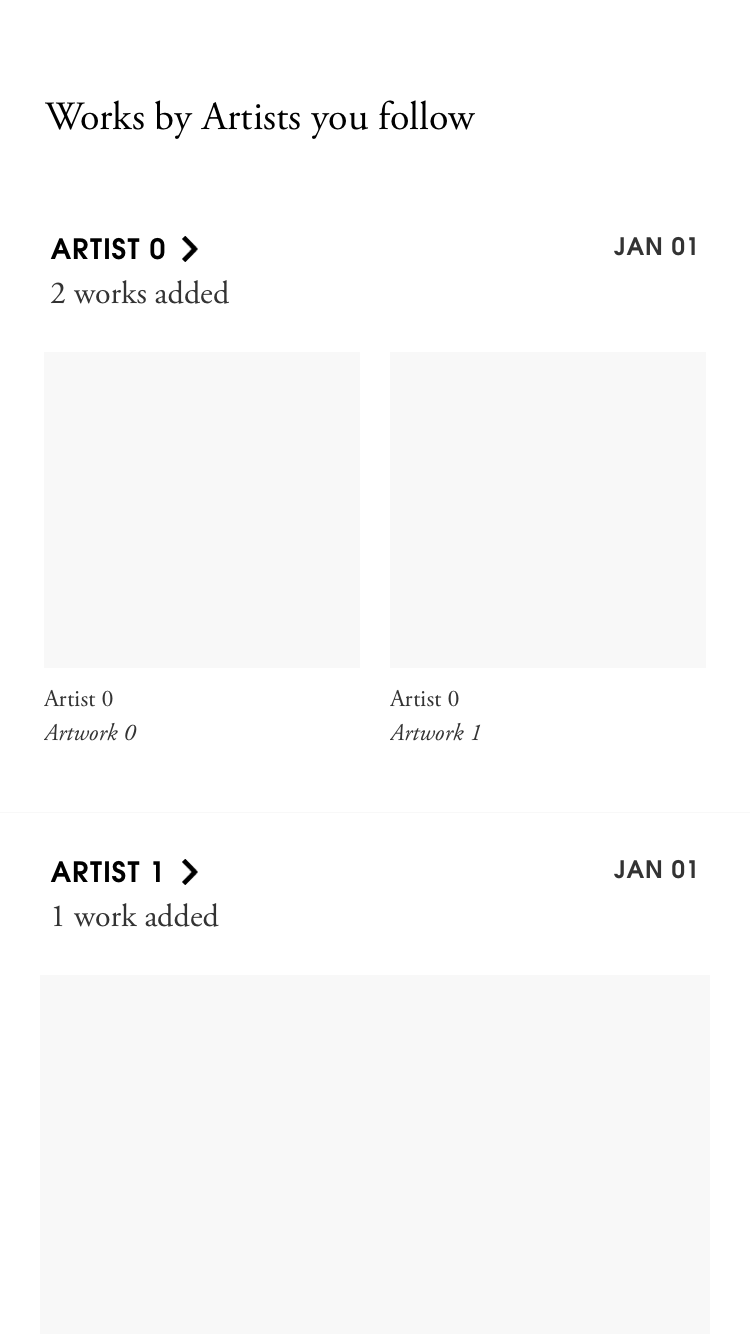 Works by Artists you follow
ARTIST 0
JAN 01
2 works added
Artist 0
Artwork 0
Artist 0
Artwork 1
ARTIST 1
JAN 01
1 work added